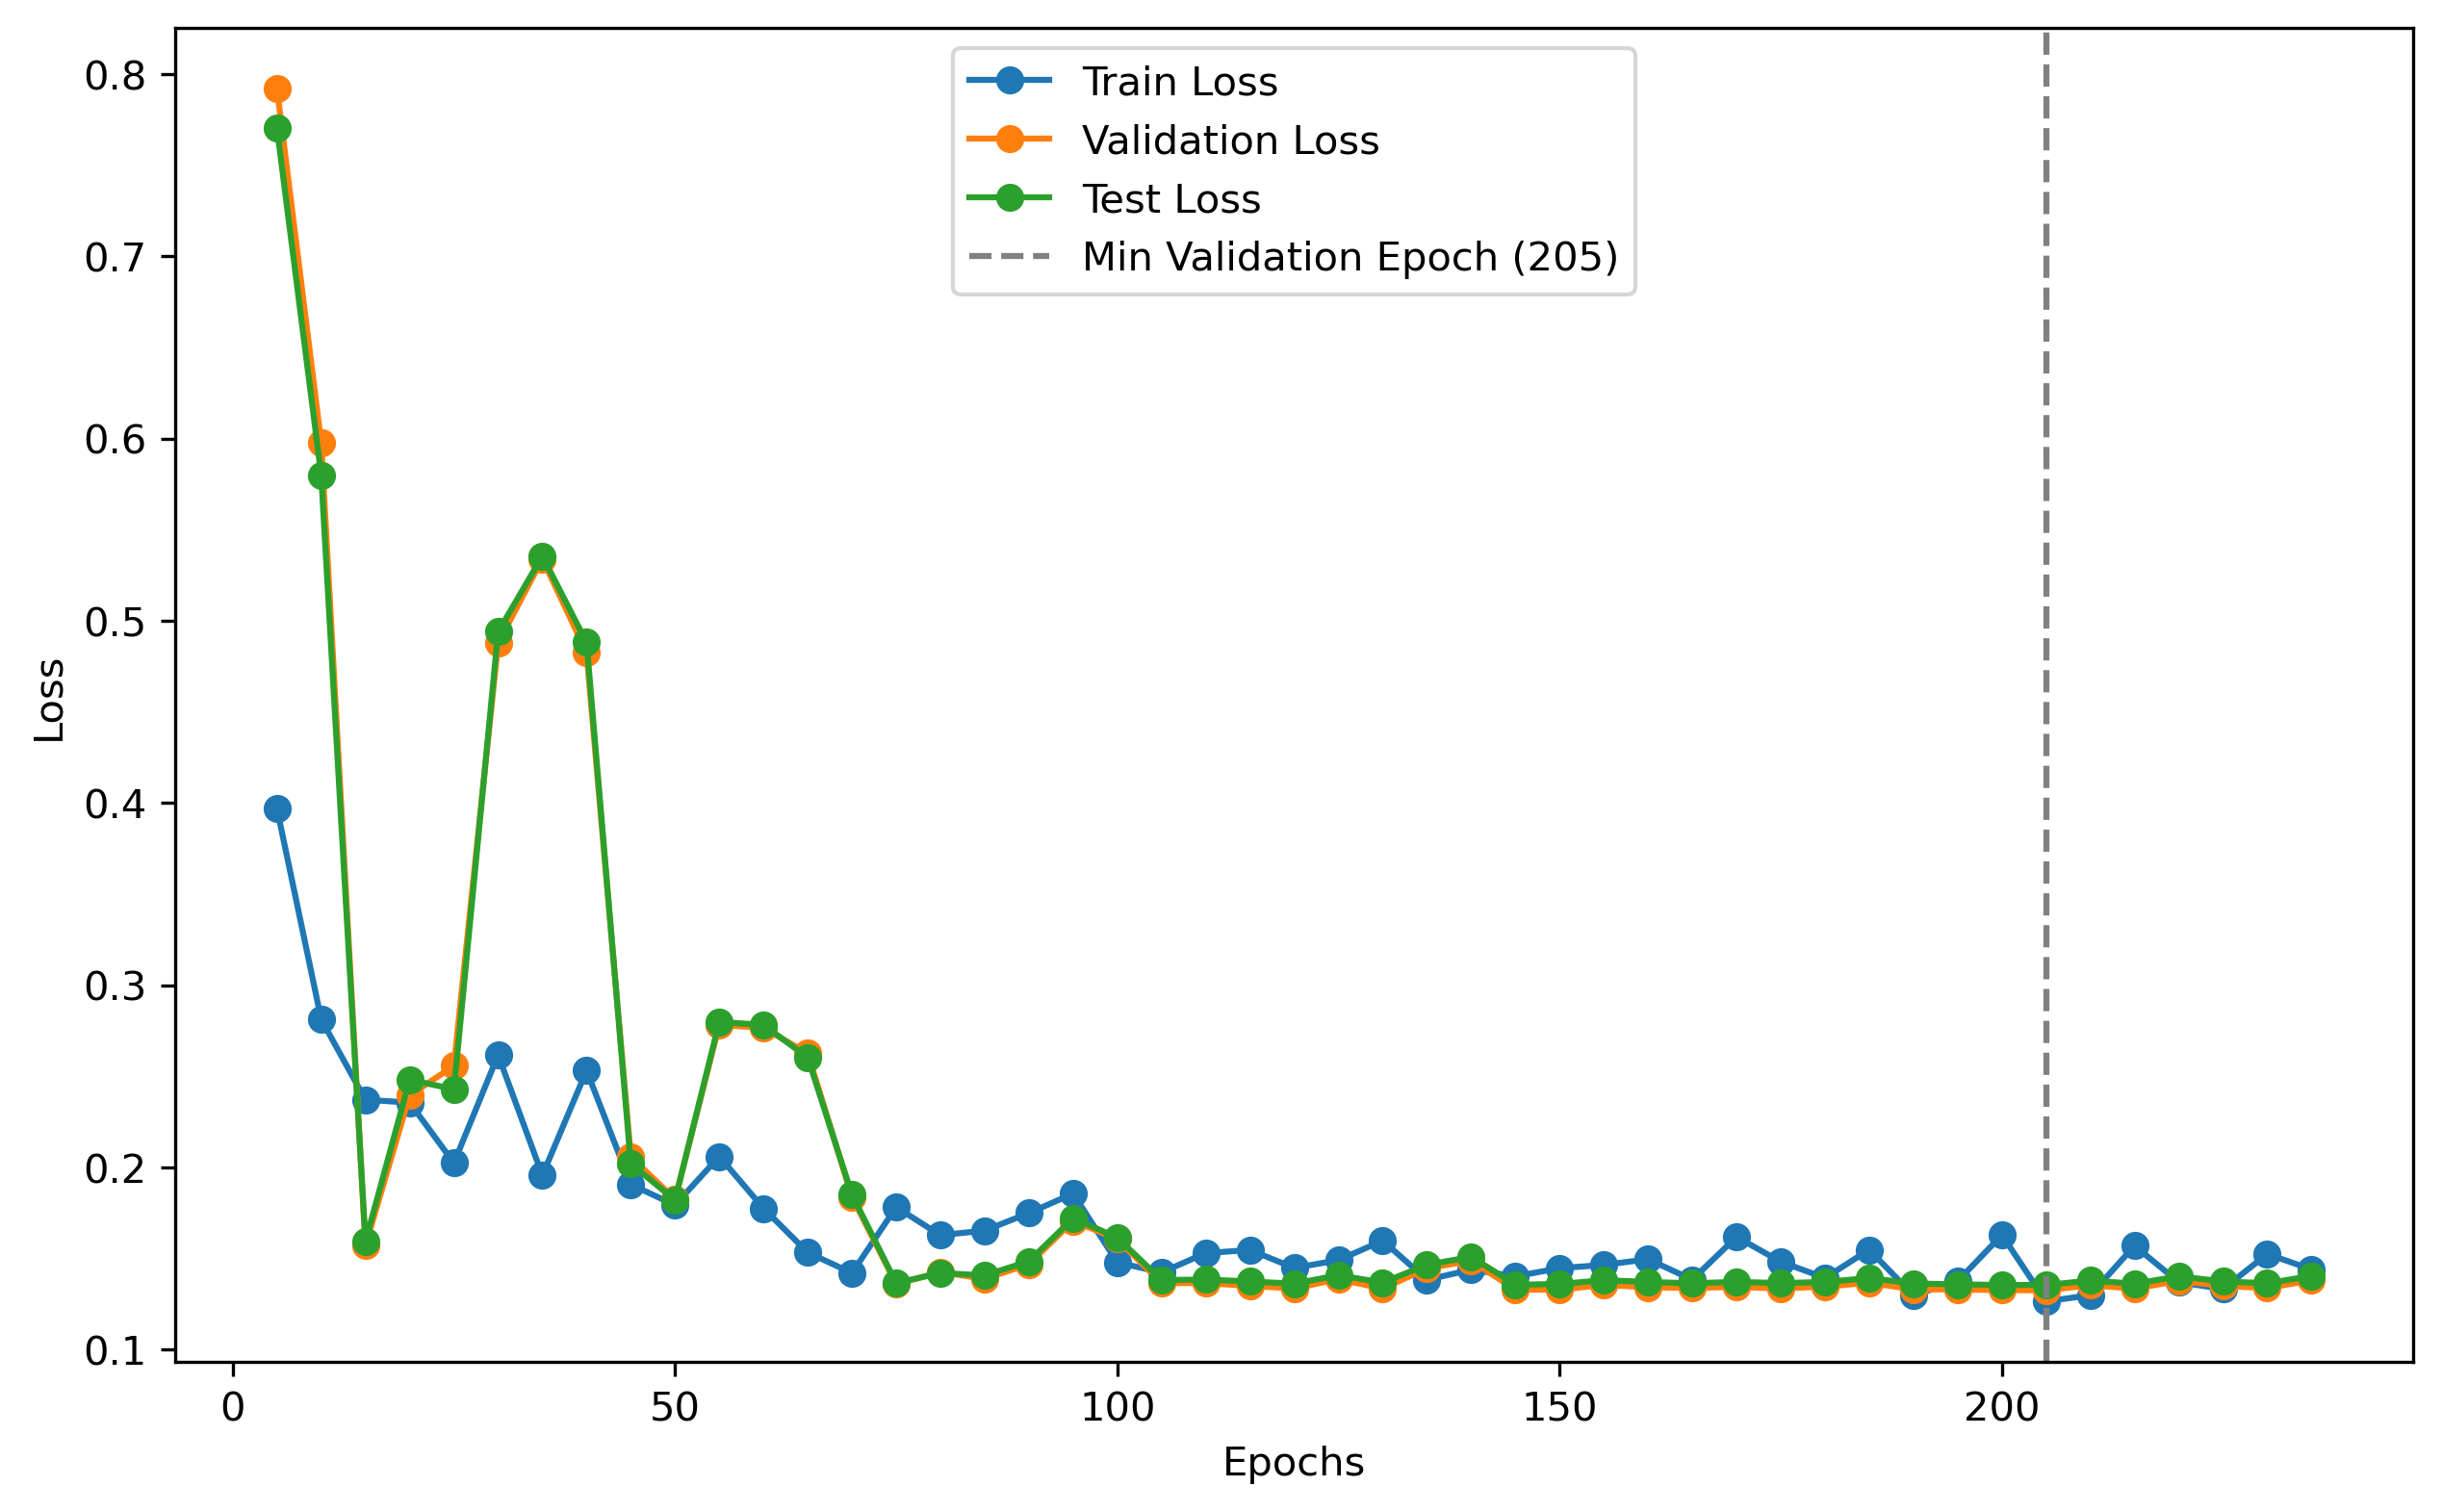 Train Loss
Validation Loss
Test Loss
Min Validation Epoch (205)
0.8
0.7
0.6
0.5
0.4
0.3
0.2
0.1
Loss
0 50 100 150 200
Epochs